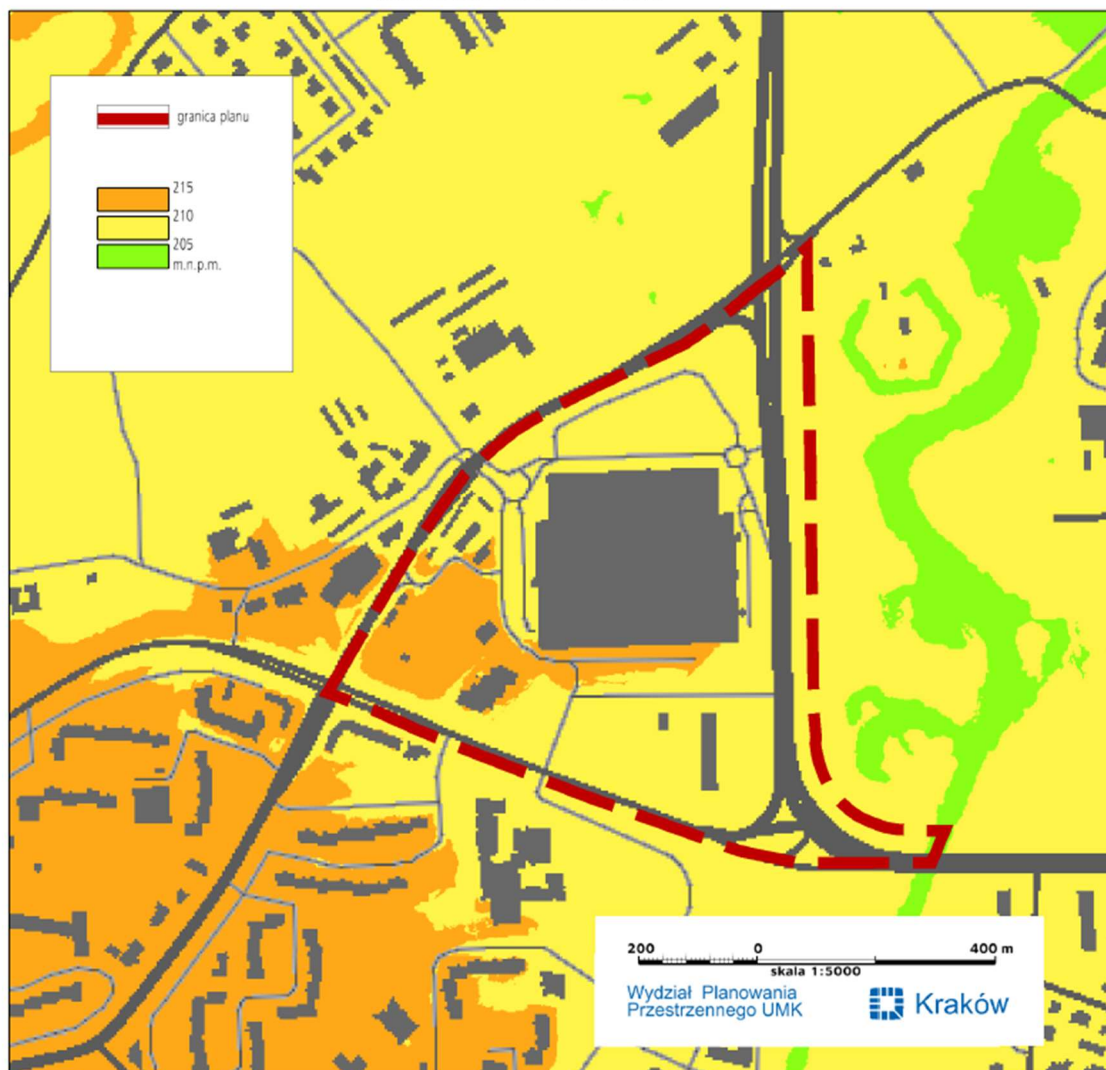 granica planu
215
210
205
m.n.p.m.
200 0 400 m
skala 1:5000
Wydział Planowania
Przestrzennego UMK
Kraków